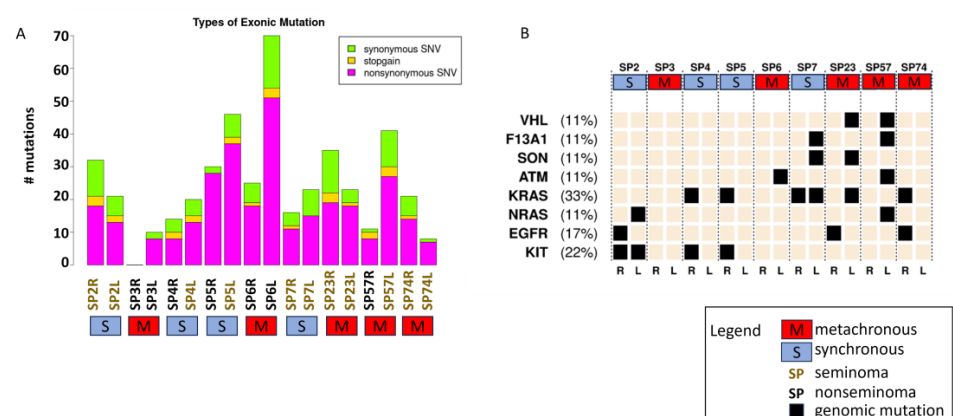 A
Types of Exonic Mutation
synonymous SNV
stopgain
nonsynonymous SNV
# mutations
70
60
50
40
30
20
10
0
SP2R SP2L SP3R SP3L SP4R SP4L SP5R SP5L SP6R SP6L SP7R SP7L SP23R SP23L SP57R SP57L SP74R SP74L
S M S S M S M M M
B
SP2 SP3 SP4 SP5 SP6 SP7 SP23 SP57 SP74
S M S S M S M M M
VHL (11%)
F13A1 (11%)
SON (11%)
ATM (11%)
KRAS (33%)
NRAS (11%)
EGFR (17%)
KIT (22%)
R L R L R L R L R L R L R L R L R L
Legend
M metachronous
S synchronous
SP seminoma
SP nonseminoma
genomic mutation